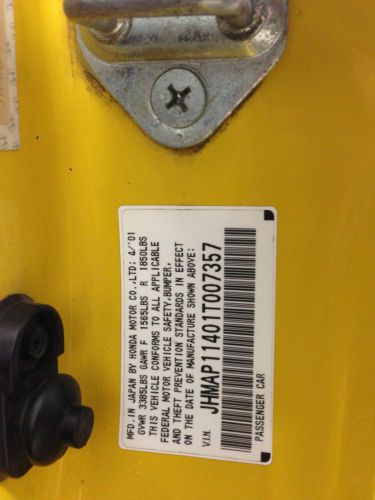 MFD. IN JAPAN BY HONDA MOTOR CO.,LTD: 4/'01
GVWR 3385LBS GAWR F 1565LBS R 1850LBS
THIS VEHICLE CONFORMS TO ALL APPLICABLE
FEDERAL MOTOR VEHICLE SAFETY,BUMPER,
AND THEFT PREVENTION STANDARDS IN EFFECT
ON THE DATE OF MANUFACTURE SHOWN ABOVE:
V.I.N. JHMAP11401T007357
PASSENGER CAR